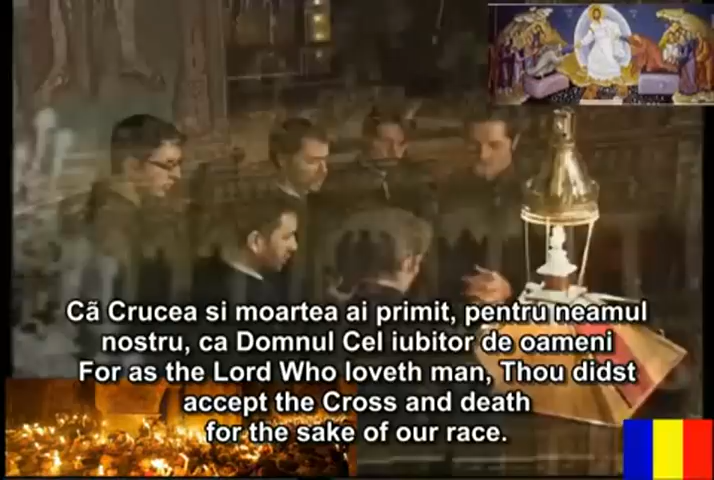 Cã Crucea si moartea ai primit, pentru neamul
nostru, ca Domnul Cel iubitor de oameni
For as the Lord Who loveth man, Thou didst
accept the Cross and death
for the sake of our race.